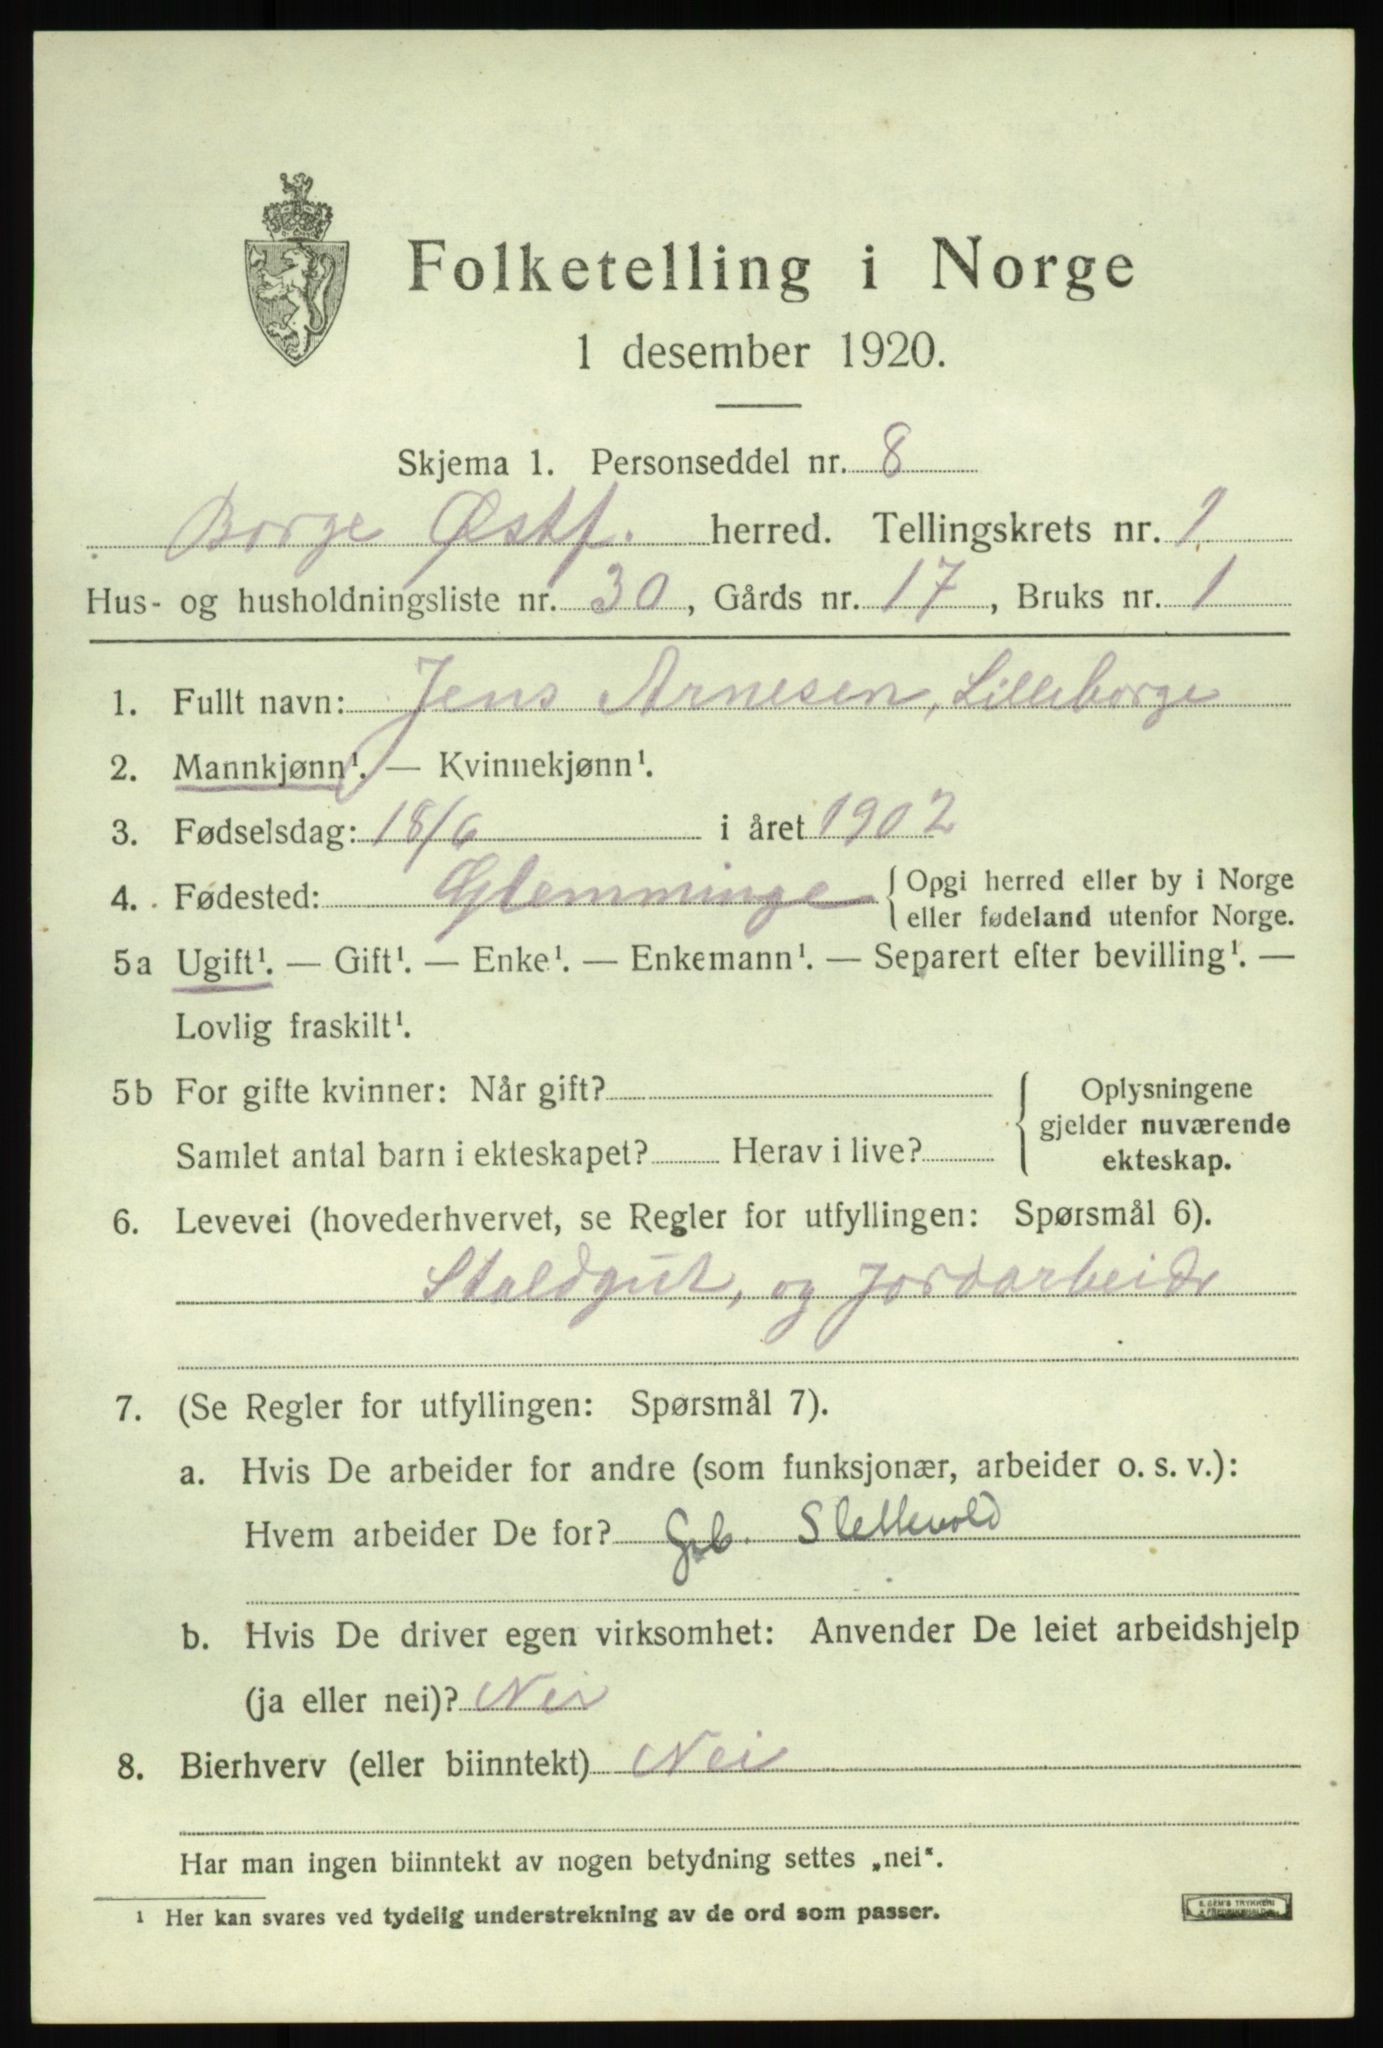 Folketelling i Norge
1 desember 1920.
Skjema 1. Personseddel nr. 8
Borge Østf. herred. Tellingskrets nr. 1
Hus- og husholdningsliste nr. 30, Gårds nr. 17, Bruks nr. 1
1. Fullt navn: Jens Arnesen, Lilleborge
2. Mannkjønn¹. — Kvinnekjønn¹.
3. Fødselsdag: 18/6 i året 1902
4. Fødested: Glemminge Opgi herred eller by i Norge
eller fødeland utenfor Norge.
5a Ugift¹. — Gift¹. — Enke¹. — Enkemann¹. — Separert efter bevilling¹. —
Lovlig fraskilt¹.
5b For gifte kvinner: Når gift? Oplysningene
gjelder nuværende
Samlet antal barn i ekteskapet? Herav i live? ekteskap.
6. Levevei (hovederhvervet, se Regler for utfyllingen: Spørsmål 6).
Staldgut, og Jordarbeider
7. (Se Regler for utfyllingen: Spørsmål 7).
a. Hvis De arbeider for andre (som funksjonær, arbeider o. s. v.):
Hvem arbeider De for? Grb. Slettevold
b. Hvis De driver egen virksomhet: Anvender De leiet arbeidshjelp
(ja eller nei)? Nei
8. Bierhverv (eller biinntekt) Nei
Har man ingen biinntekt av nogen betydning settes „nei“.
¹ Her kan svares ved tydelig understrekning av de ord som passer.